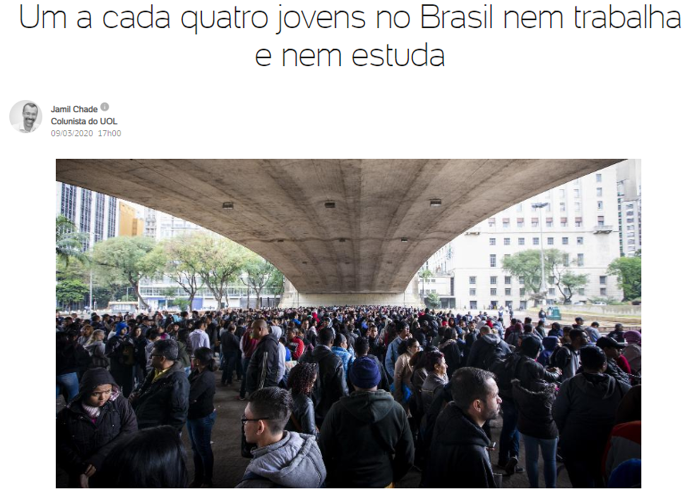 Um a cada quatro jovens no Brasil nem trabalha
e nem estuda
Jamil Chade
Colunista do UOL
09/03/2020 17h00